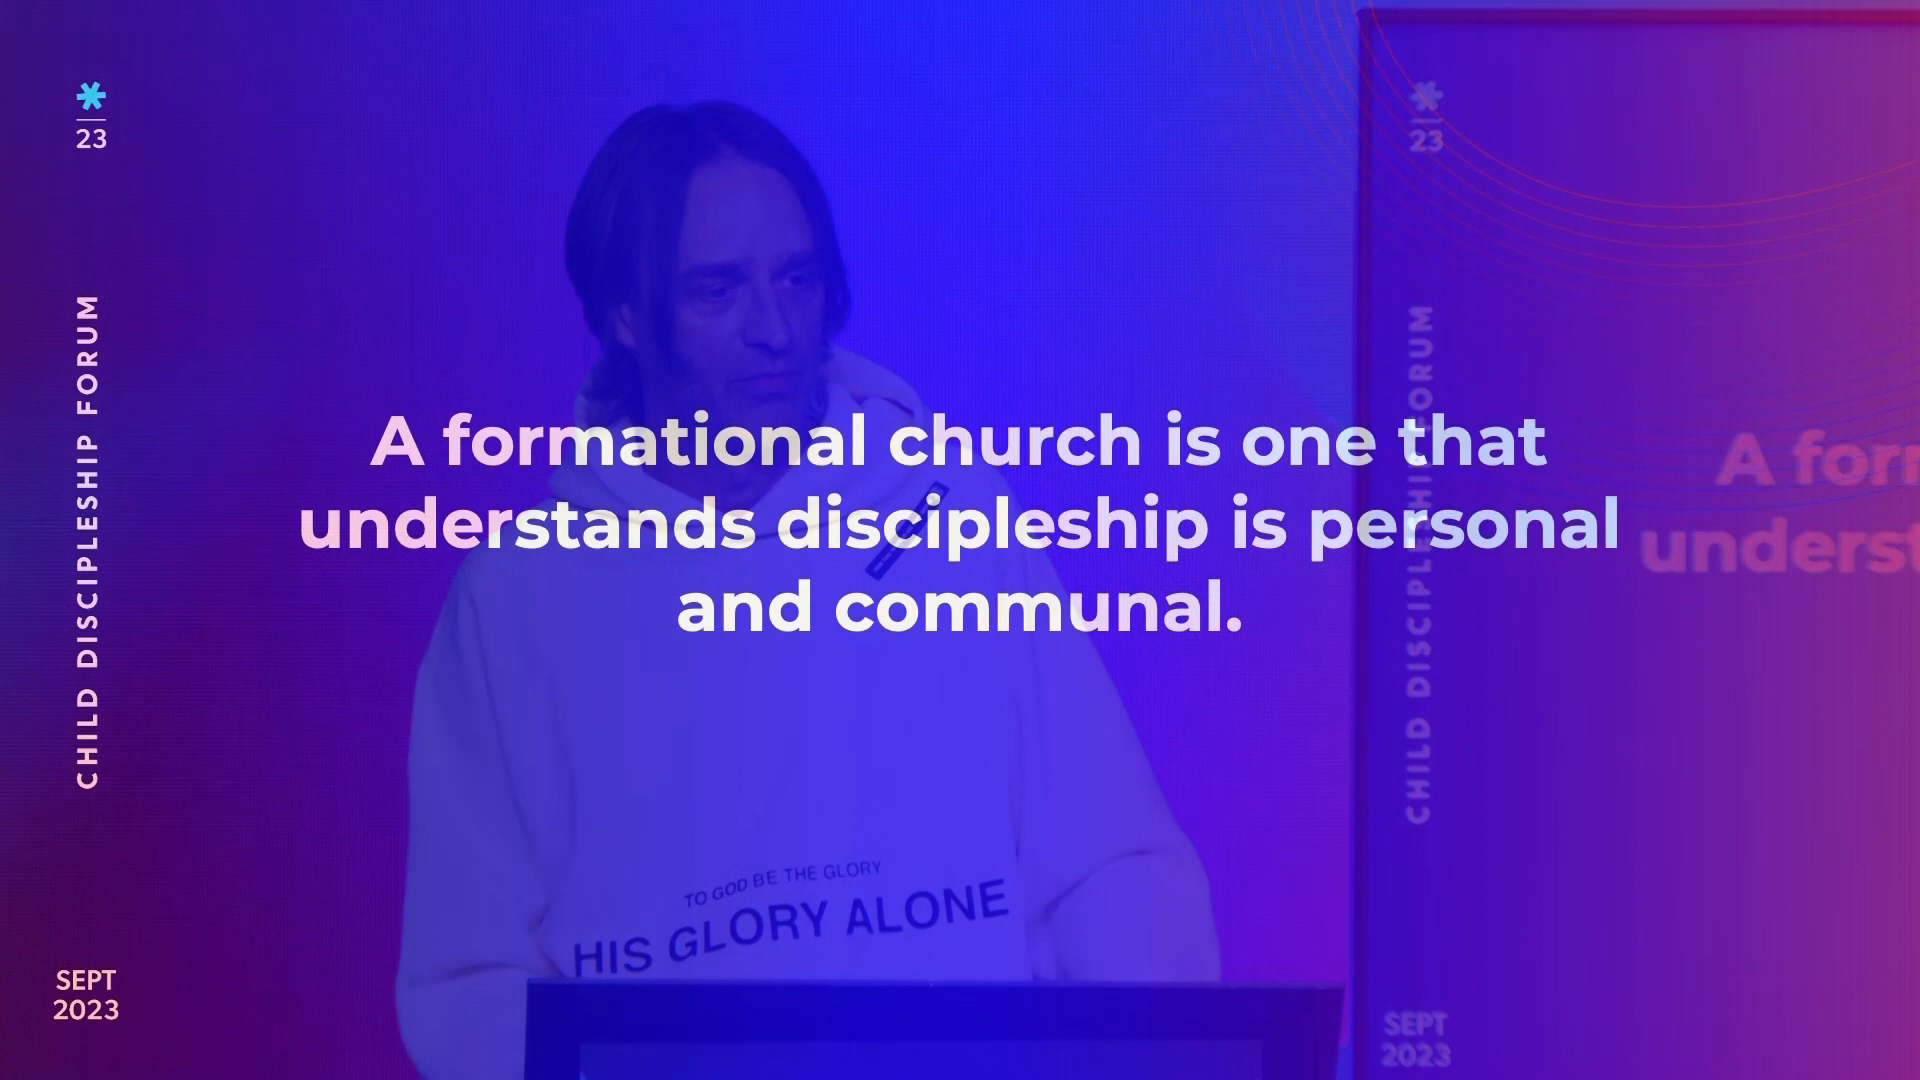 23
CHILD DISCIPLESHIP FORUM
SEPT
2023
A formational church is one that
understands discipleship is personal
and communal.
TO GOD BE THE GLORY
HIS GLORY ALONE
23
CHILD DISCIPLESHIP FORUM
SEPT
2023
A for
underst